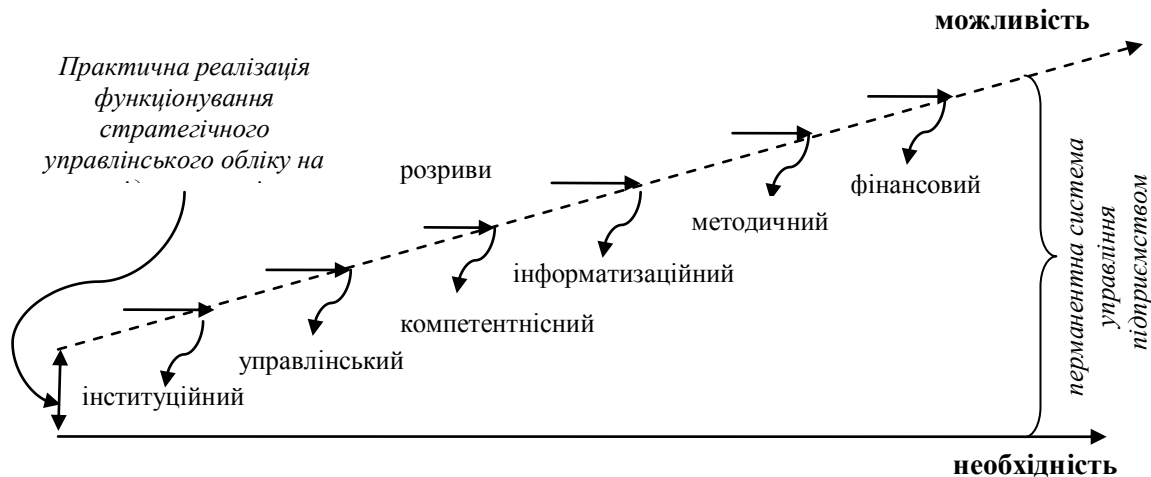 можливість
Практична реалізація
функціонування
стратегічного
управлінського обліку на
розриви
фінансовий
методичний
інформатизаційний
компетентнісний
управлінський
інституційний
перманентна система
управління
підприємством
необхідність